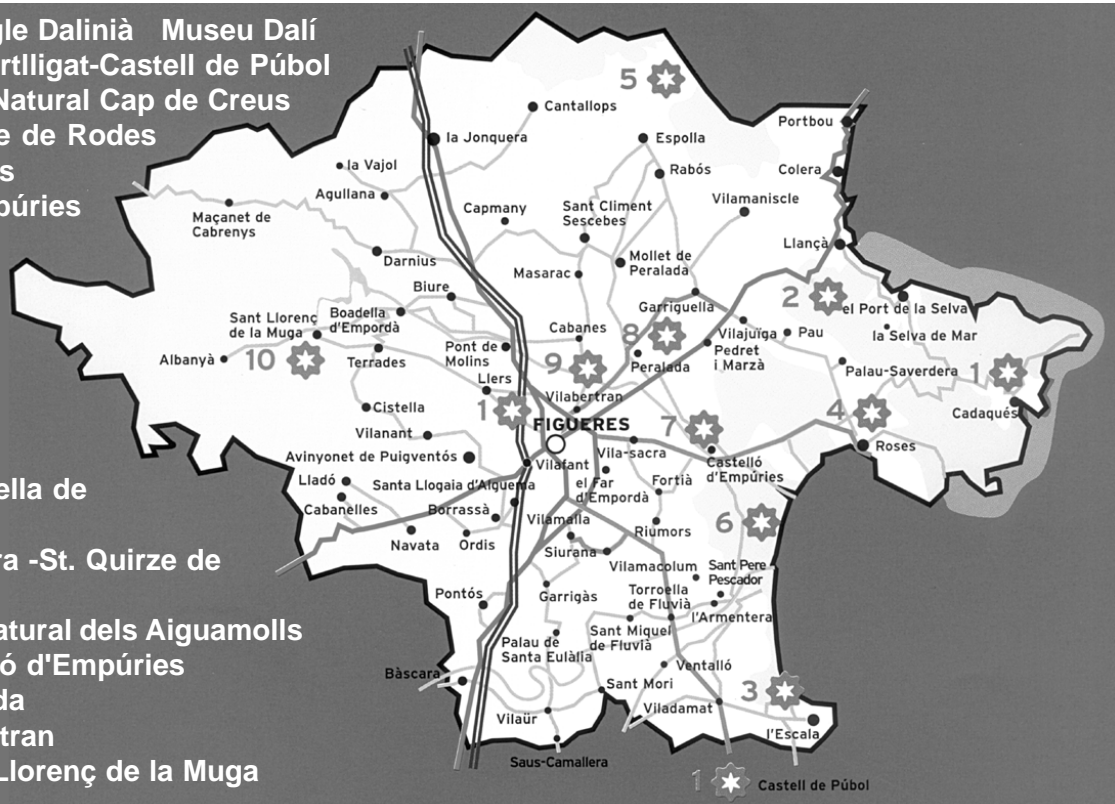 gle Dalinià Museu Dalí
rtlligat-Castell de Púbol
Natural Cap de Creus
e de Rodes
s
púries
ella de
ra -St. Quirze de
atural dels Aiguamolls
ó d'Empúries
da
tran
Llorenç de la Muga
5
Cantallops
Portbou
la Jonquera
Espolla
la Vajol
Rabós
Colera
Agullana
Maçanet de
Cabrenys
Capmany
Sant Climent
Sescebes
Vilamaniscle
Llançà
Darnius
Masarac
Mollet de
Peralada
Biure
Garriguella
2
el Port de la Selva
Sant Llorenç
de la Muga
Boadella
d'Empordà
Cabanes
8
Vilajuïga
Pau
la Selva de Mar
Albanyà
10
Terrades
Pont de
Molins
9
Peralada
Pedret
i Marzà
Palau-Saverdera
1
Llers
Vilabertran
Cadaqués
Cistella
1
FIGUERES
7
4
Vilanant
Vila-sacra
Roses
Avinyonet de Puigventós
Vilafant
Castelló
d'Empúries
Lladó
Santa Llogaia d'Alguema
el Far
d'Empordà
Fortià
Cabanelles
Borrassà
Vilamalla
Riumors
6
Navata
Ordis
Siurana
Vilamacolum
Sant Pere
Pescador
Pontós
Garrigàs
Torroella
de Fluvià
l'Armentera
Palau de
Santa Eulàlia
Sant Miquel
de Fluvià
Bàscara
Ventalló
Sant Mori
3
Vilaür
Viladamat
l'Escala
Saus-Camallera
1
Castell de Púbol